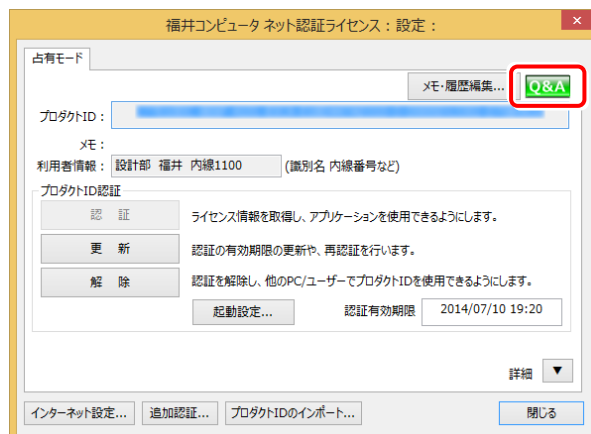 福井コンピュータ ネット認証ライセンス：設定：
占有モード
メモ・履歴編集... Q&A
プロダクトID：
メモ：
利用者情報： 設計部 福井 内線1100 (識別名 内線番号など)
プロダクトID認証
認 証 ライセンス情報を取得し、アプリケーションを使用できるようにします。
更 新 認証の有効期限の更新や、再認証を行います。
解 除 認証を解除し、他のPC/ユーザーでプロダクトIDを使用できるようにします。
起動設定... 認証有効期限 2014/07/10 19:20
詳細 ▼
インターネット設定... 追加認証... プロダクトIDのインポート... 閉じる